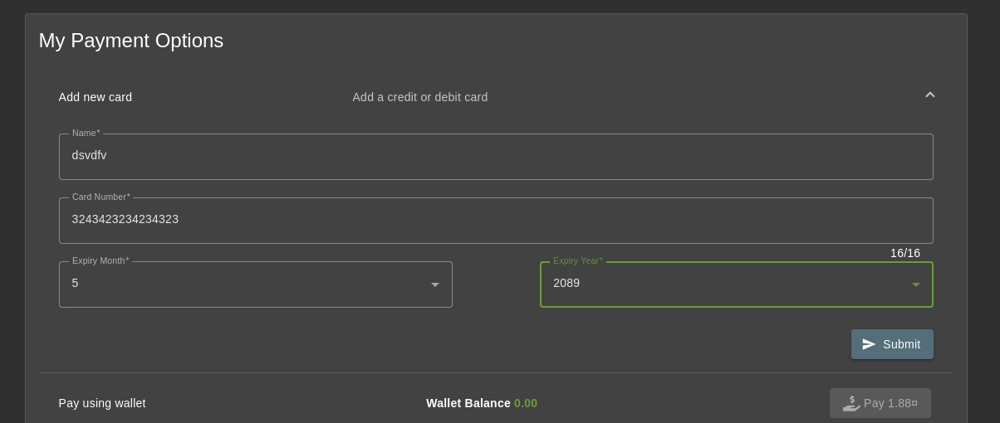 My Payment Options
Add new card Add a credit or debit card
Name*
dsvdfv
Card Number*
3243423234234323
16/16
Expiry Month* Expiry Year*
5 2089
Submit
Pay using wallet Wallet Balance 0.00 Pay 1.88¤